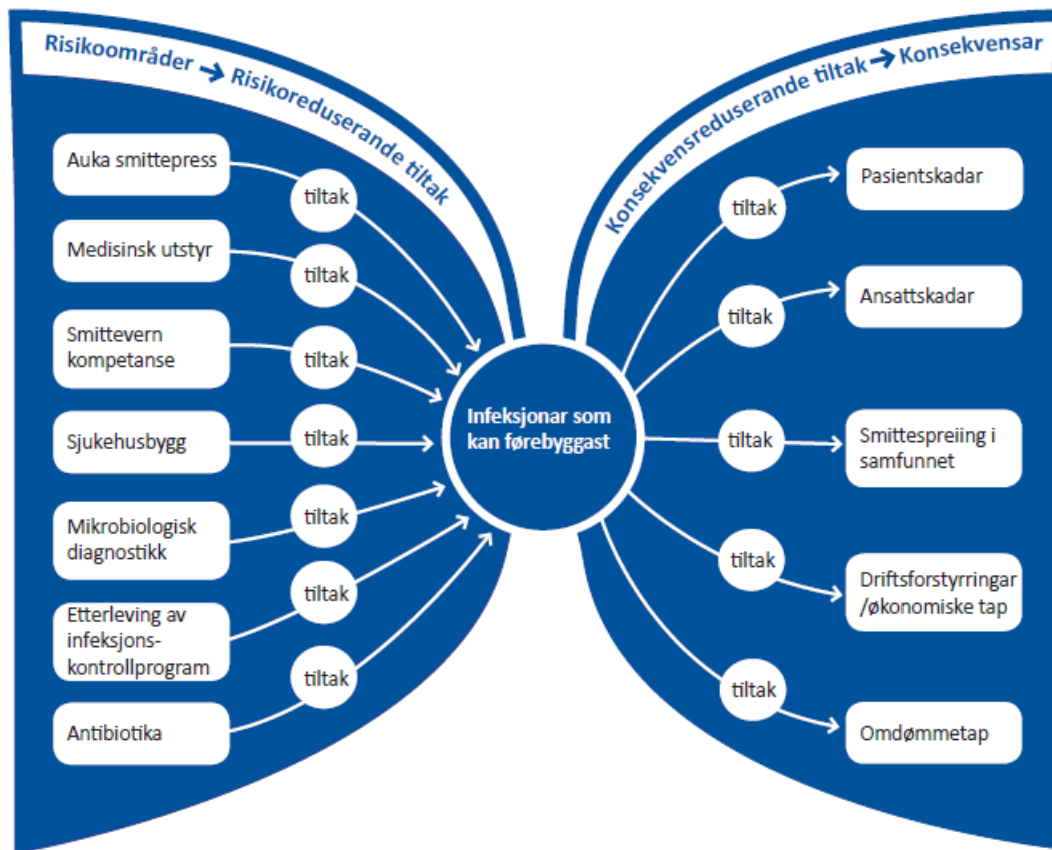 Risikoområder → Risikoreduserande tiltak
Konsekvensreduserande tiltak → Konsekvensar
Auka smittepress
tiltak
Medisinsk utstyr
tiltak
Smittevern
kompetanse
tiltak
Sjukehusbygg
tiltak
Mikrobiologisk
diagnostikk
tiltak
Etterleving av
infeksjons-
kontrollprogram
tiltak
Antibiotika
tiltak
Infeksjonar som
kan førebyggast
tiltak
Pasientskadar
tiltak
Ansattskadar
tiltak
Smittespreiing i
samfunnet
tiltak
Driftsforstyrringar
/økonomiske tap
tiltak
Omdømmetap